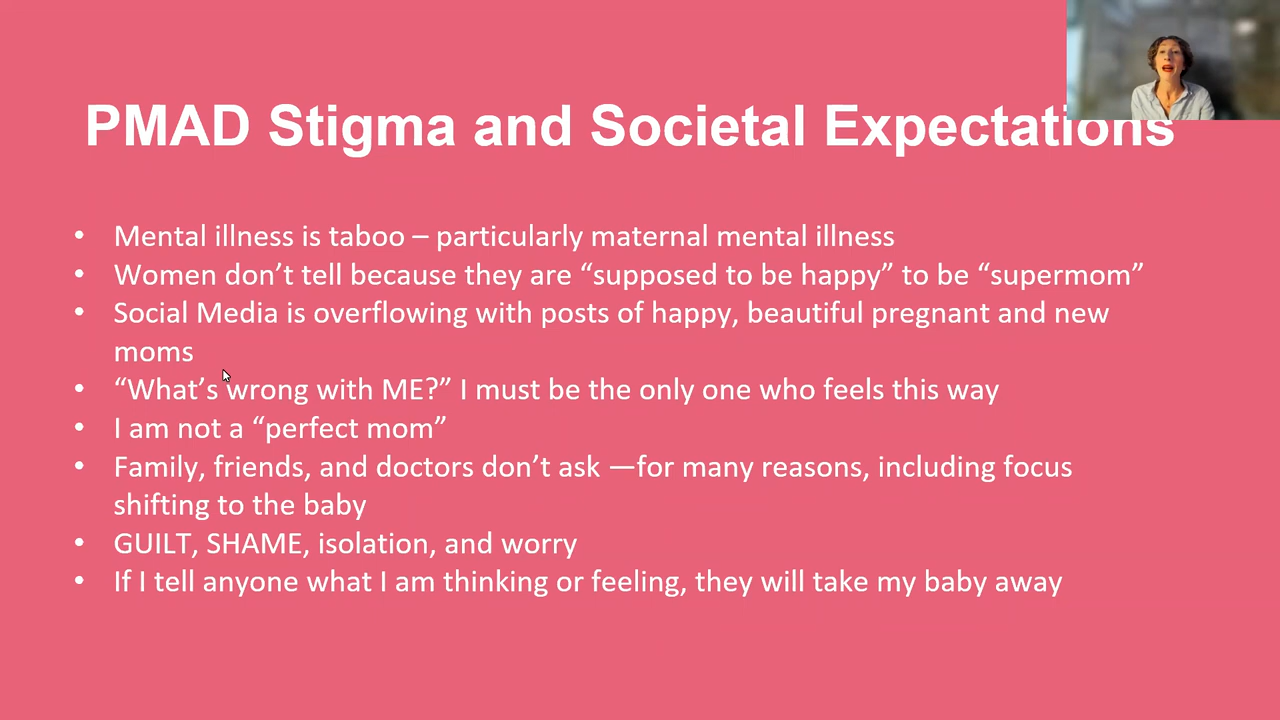 PMAD Stigma and Societal Expectations
• Mental illness is taboo – particularly maternal mental illness
• Women don’t tell because they are “supposed to be happy” to be “supermom”
• Social Media is overflowing with posts of happy, beautiful pregnant and new
moms
• “What’s wrong with ME?” I must be the only one who feels this way
• I am not a “perfect mom”
• Family, friends, and doctors don’t ask —for many reasons, including focus
shifting to the baby
• GUILT, SHAME, isolation, and worry
• If I tell anyone what I am thinking or feeling, they will take my baby away